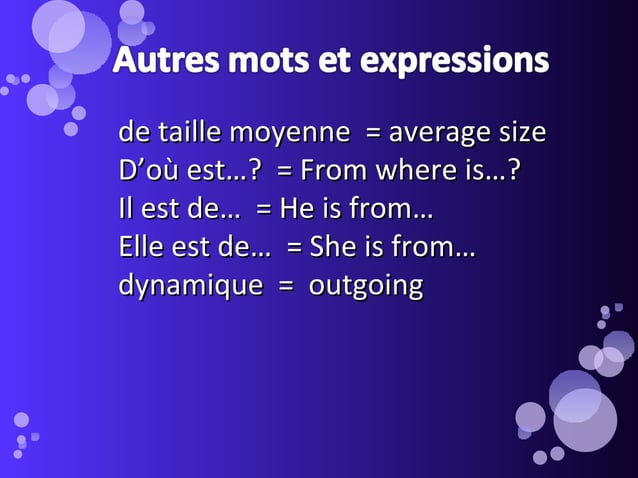 Autres mots et expressions
de taille moyenne = average size
D’où est…? = From where is…?
Il est de… = He is from…
Elle est de… = She is from…
dynamique = outgoing